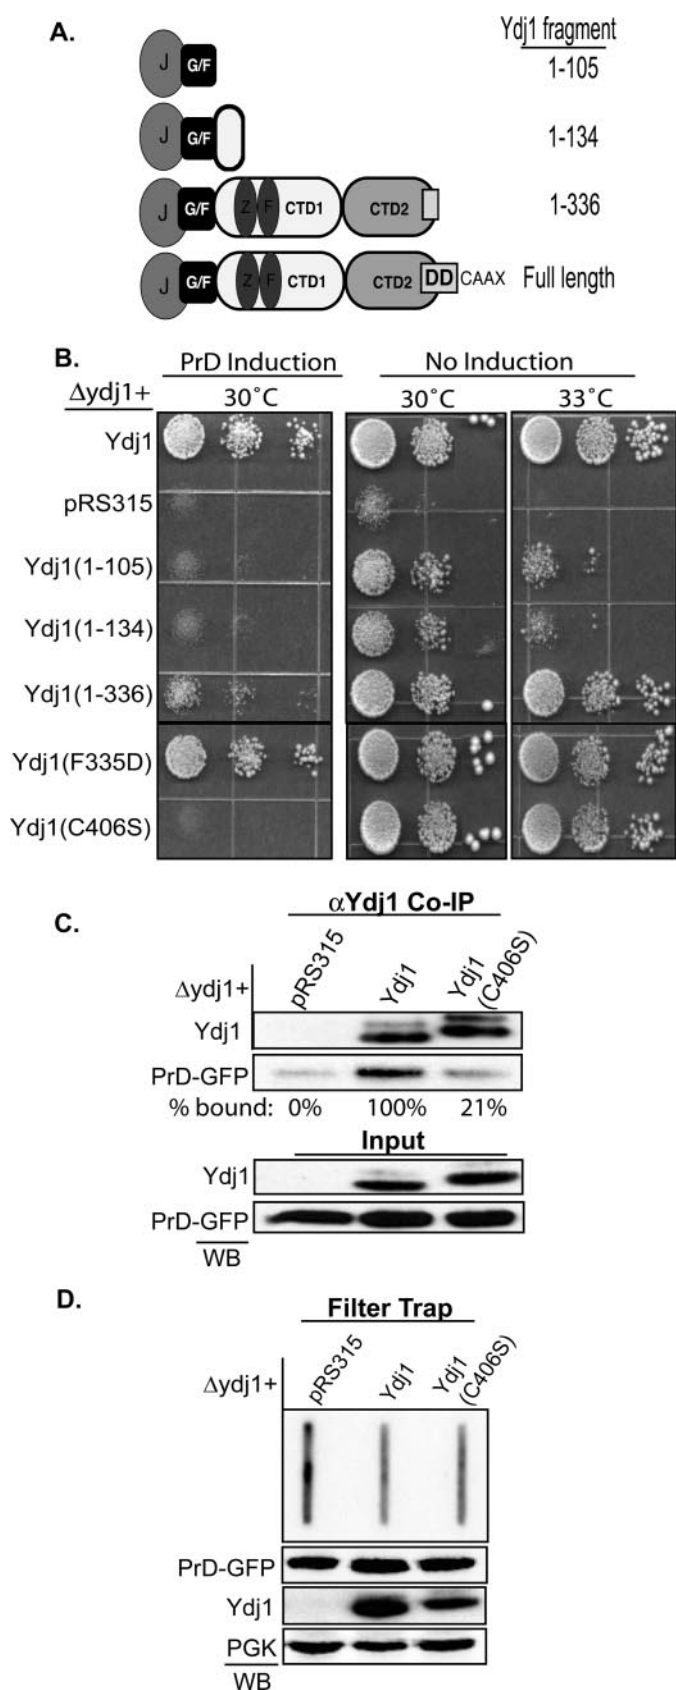 A.
Ydj1 fragment
J G/F 1-105
J G/F 1-134
J G/F Z F CTD1 CTD2 1-336
J G/F Z F CTD1 CTD2 DD CAAX Full length
B.
PrD Induction No Induction
Δydj1+ 30˚C 30˚C 33˚C
Ydj1
pRS315
Ydj1(1-105)
Ydj1(1-134)
Ydj1(1-336)
Ydj1(F335D)
Ydj1(C406S)
C.
αYdj1 Co-IP
Δydj1+ pRS315 Ydj1 Ydj1 (C406S)
Ydj1
PrD-GFP
% bound: 0% 100% 21%
Input
Ydj1
PrD-GFP
WB
D.
Filter Trap
Δydj1+ pRS315 Ydj1 Ydj1 (C406S)
PrD-GFP
Ydj1
PGK
WB